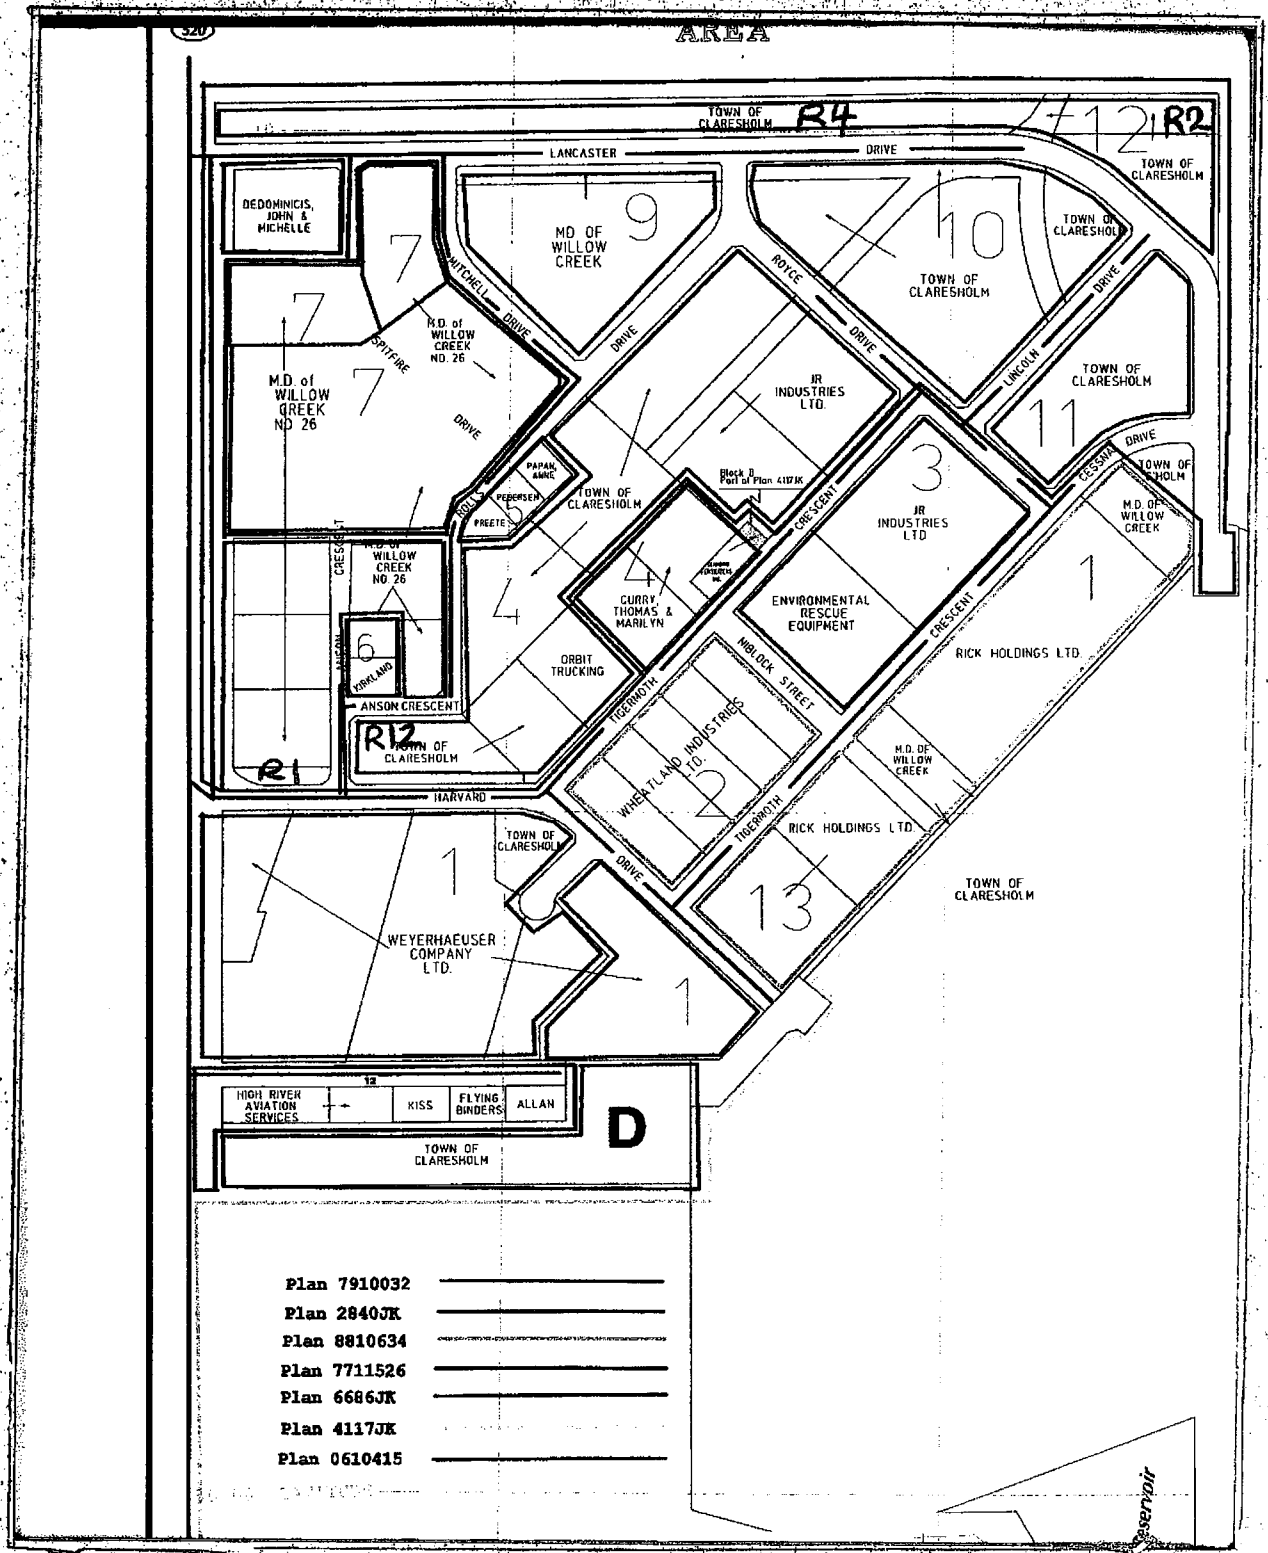 520
AREA
TOWN OF
CLARESHOLM
R4
12
R2
TOWN OF
CLARESHOLM
LANCASTER
DRIVE
DEDOMINICIS,
JOHN &
MICHELLE
7
9
MD OF
WILLOW
CREEK
10
TOWN OF
CLARESHOLM
TOWN OF
CLARESHOLM
MITCHELL
DRIVE
ROYCE
DRIVE
DRIVE
LINCOLN
DRIVE
7
M.D. of
WILLOW
CREEK
NO. 26
SPITFIRE
DRIVE
7
M.D. of
WILLOW
CREEK
NO 26
JR
INDUSTRIES
LTD.
TOWN OF
CLARESHOLM
11
CESSNA
DRIVE
TOWN OF
M.D. OF
WILLOW
CREEK
3
JR
INDUSTRIES
LTD
Block D
Part of Plan 4117JK
CRESCENT
PAPAN,
ANNE
PEDERSEN
PREETE
5
TOWN OF
CLARESHOLM
CRESCENT
M.D. of
WILLOW
CREEK
NO. 26
4
4
CURRY,
THOMAS &
MARILYN
ENVIRONMENTAL
RESCUE
EQUIPMENT
CRESCENT
1
RICK HOLDINGS LTD.
6
KIRKLAND
ANSON
ORBIT
TRUCKING
NIBLOCK STREET
TIGERMOTH
ANSON CRESCENT
R12
TOWN OF
CLARESHOLM
R1
WHEATLAND INDUSTRIES
LTD.
2
M.D. OF
WILLOW
CREEK
TIGERMOTH
RICK HOLDINGS LTD.
HARVARD
DRIVE
TOWN OF
CLARESHOLM
1
13
TOWN OF
CLARESHOLM
WEYERHAEUSER
COMPANY
LTD.
1
12
HIGH RIVER
AVIATION
SERVICES
KISS
FLYING
BINDERS
ALLAN
D
TOWN OF
CLARESHOLM
Plan 7910032
Plan 2840JK
Plan 8810634
Plan 7711526
Plan 6686JK
Plan 4117JK
Plan 0610415